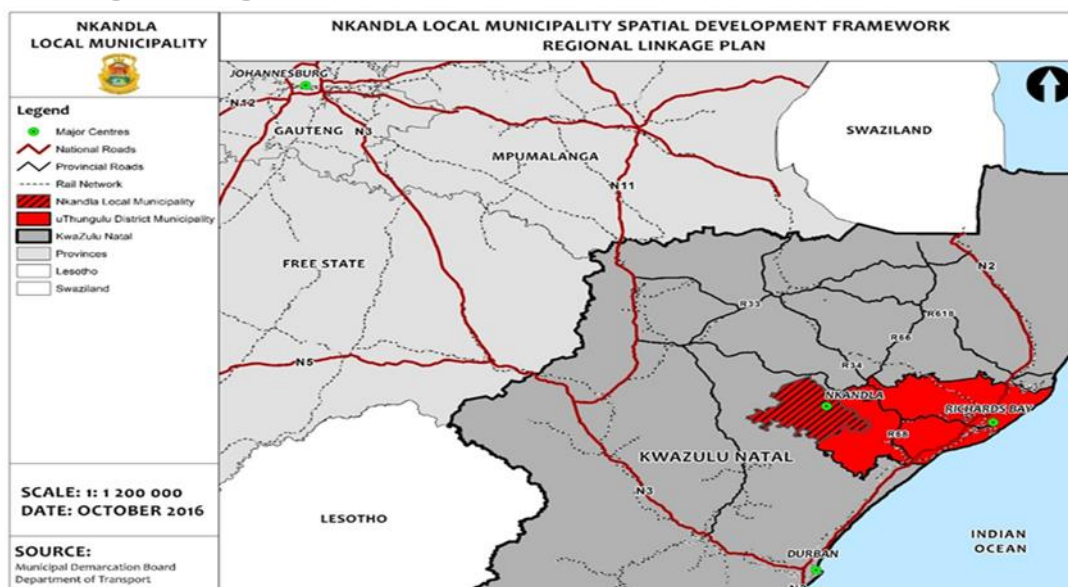 NKANDLA
LOCAL MUNICIPALITY
Legend
Major Centres
National Roads
Provincial Roads
Rail Network
Nkandla Local Municipality
uThungulu District Municipality
KwaZulu Natal
Provinces
Lesotho
Swaziland
SCALE: 1: 1 200 000
DATE: OCTOBER 2016
SOURCE:
Municipal Demarcation Board
Department of Transport
NKANDLA LOCAL MUNICIPALITY SPATIAL DEVELOPMENT FRAMEWORK
REGIONAL LINKAGE PLAN
JOHANNESBURG
N12
GAUTENG
N3
MPUMALANGA
SWAZILAND
N11
FREE STATE
N2
R33
R618
R66
N5
R34
NKANDLA
RICHARDS BAY
R68
KWAZULU NATAL
N3
LESOTHO
INDIAN
OCEAN
DURBAN